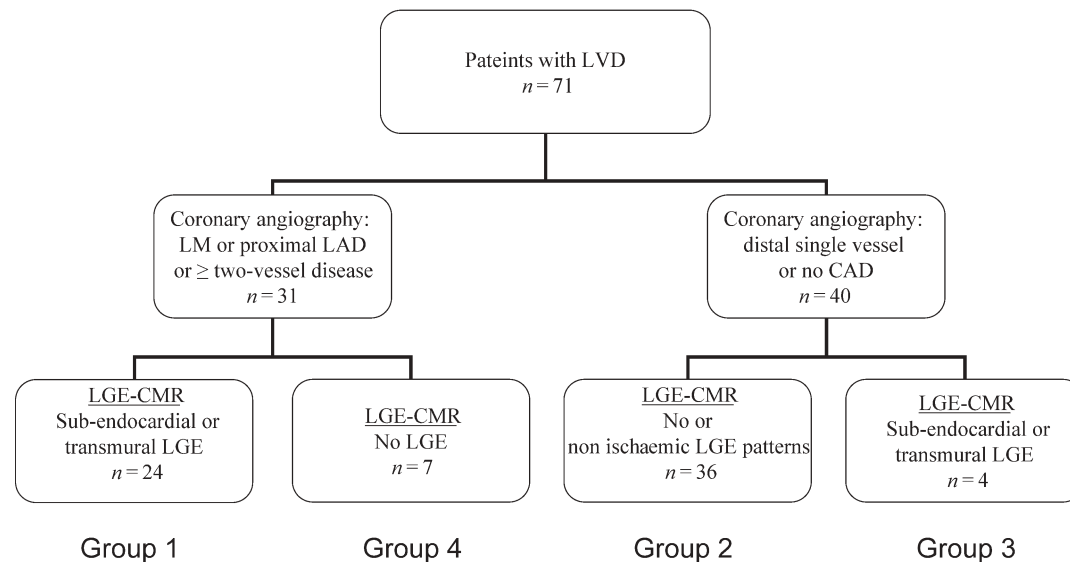 Pateints with LVD
n = 71
Coronary angiography:
LM or proximal LAD
or ≥ two-vessel disease
n = 31
Coronary angiography:
distal single vessel
or no CAD
n = 40
LGE-CMR
Sub-endocardial or
transmural LGE
n = 24
LGE-CMR
No LGE
n = 7
LGE-CMR
No or
non ischaemic LGE patterns
n = 36
LGE-CMR
Sub-endocardial or
transmural LGE
n = 4
Group 1
Group 4
Group 2
Group 3